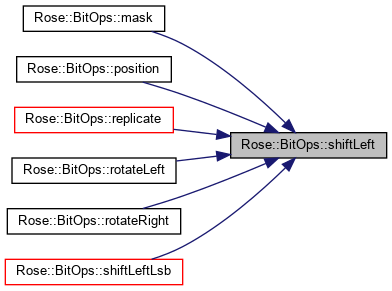 Rose::BitOps::mask
Rose::BitOps::position
Rose::BitOps::replicate
Rose::BitOps::shiftLeft
Rose::BitOps::rotateLeft
Rose::BitOps::rotateRight
Rose::BitOps::shiftLeftLsb